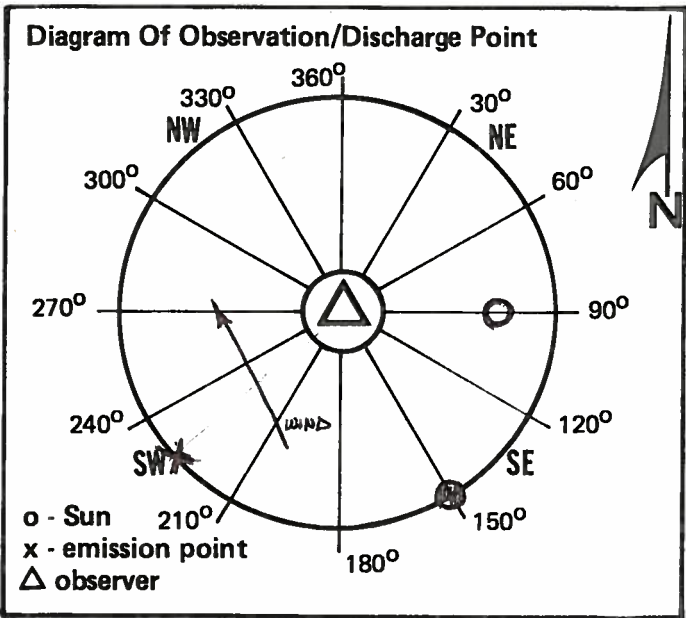 Diagram Of Observation/Discharge Point
360°
330°
30°
NW
NE
300°
60°
N
270°
90°
WIND
240°
120°
SW
SE
o - Sun
210°
150°
x - emission point
180°
△ observer